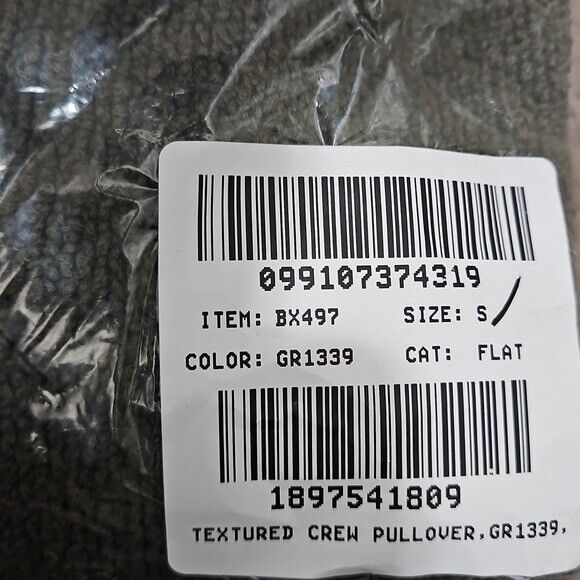 099107374319
ITEM: BX497 SIZE: S
COLOR: GR1339 CAT: FLAT
1897541809
TEXTURED CREW PULLOVER,GR1339,